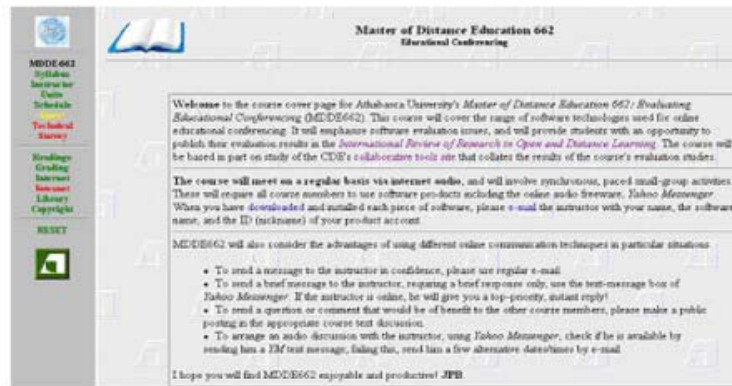 Master of Distance Education 662
Educational Conferencing
MDDE662
Syllabus
Instructor
Units
Schedule
Technical
Survey
Readings
Grading
Internet
Intranet
Library
Copyright
RESET
Welcome to the course cover page for Athabasca University's Master of Distance Education 662: Evaluating
Educational Conferencing (MDDE662). This course will cover the range of software technologies used for online
educational conferencing. It will emphasize software evaluation issues, and will provide students with an opportunity to
publish their evaluation results in the International Review of Research in Open and Distance Learning. The course will
be based in part on study of the CDE's collaborative tools site that collates the results of the course's evaluation studies.
The course will meet on a regular basis via internet audio, and will involve synchronous, paced small-group activities.
These will require all course members to use software products including the online audio freeware, Yahoo Messenger.
When you have downloaded and installed each piece of software, please e-mail the instructor with your name, the software
name, and the ID (nickname) of your product account.
MDDE662 will also consider the advantages of using different online communication techniques in particular situations
• To send a message to the instructor in confidence, please use regular e-mail.
• To send a brief message to the instructor, requiring a brief response only, use the text-message box of
Yahoo Messenger. If the instructor is online, he will give you a top-priority, instant reply!
• To send a question or comment that would be of benefit to the other course members, please make a public
posting in the appropriate course text discussion.
• To arrange an audio discussion with the instructor, using Yahoo Messenger, check if he is available by
sending him a YM text message; failing this, send him a few alternative dates/times by e-mail.
I hope you will find MDDE662 enjoyable and productive! JPB